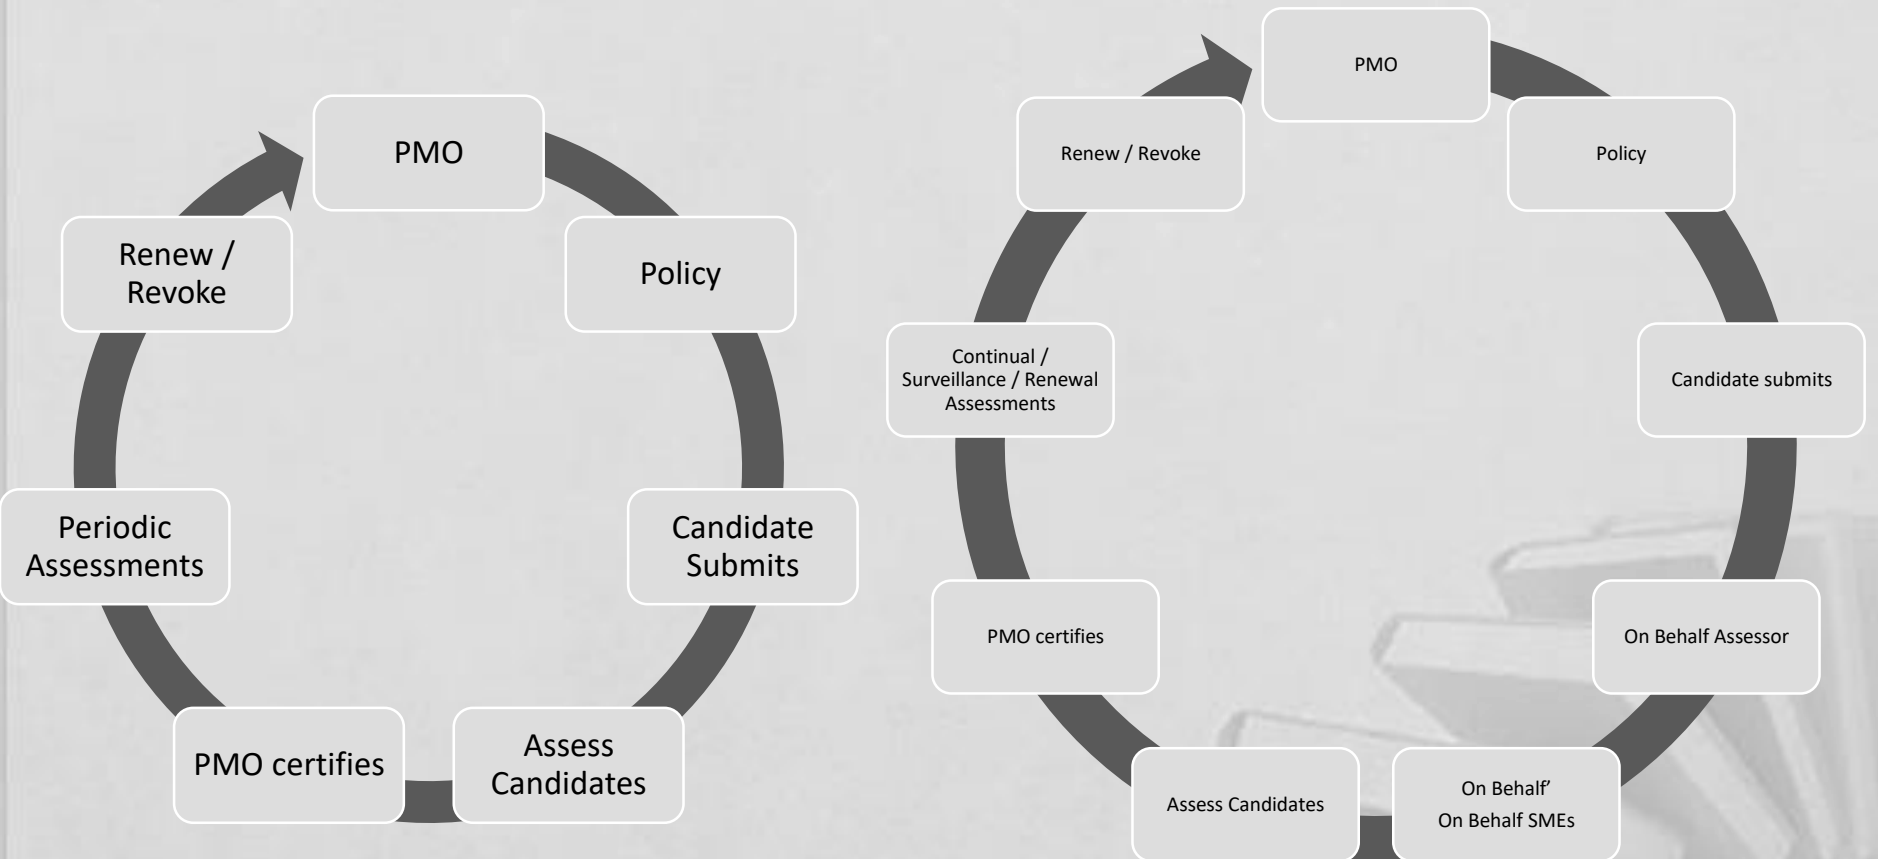 PMO
Policy
Candidate
Submits
Assess
Candidates
PMO certifies
Periodic
Assessments
Renew /
Revoke
PMO
Policy
Candidate submits
On Behalf Assessor
On Behalf’
On Behalf SMEs
Assess Candidates
PMO certifies
Continual /
Surveillance / Renewal
Assessments
Renew / Revoke